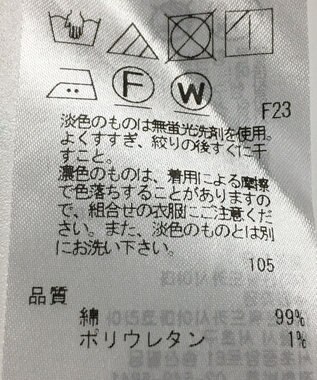 F W
F23
淡色のものは無蛍光洗剤を使用。
よくすすぎ、絞りの後すぐに干
すこと。
濃色のものは、着用による摩擦
で色落ちすることがありますの
で、組合せの衣服にご注意くだ
さい。また、淡色のものとは別
にお洗い下さい。
105
品質
綿 99%
ポリウレタン 1%